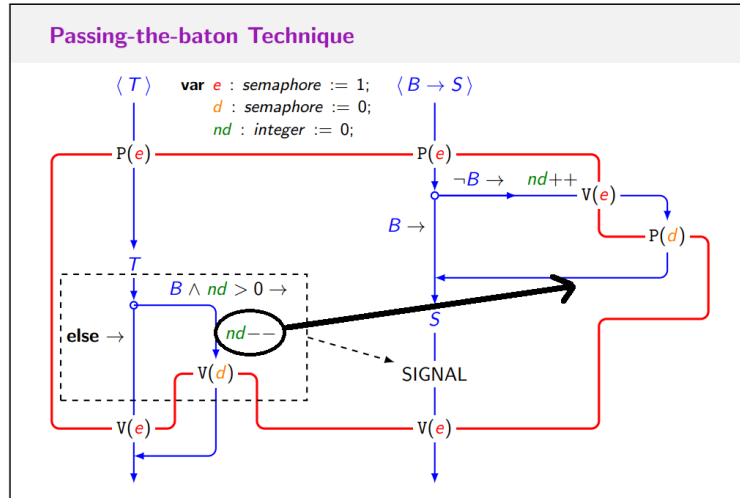 Passing-the-baton Technique
⟨ T ⟩ var e : semaphore := 1; ⟨ B → S ⟩
d : semaphore := 0;
nd : integer := 0;
P(e) P(e)
¬B → nd++ V(e)
B → P(d)
T
B ∧ nd > 0 →
else → nd−− S
V(d) SIGNAL
V(e) V(e)